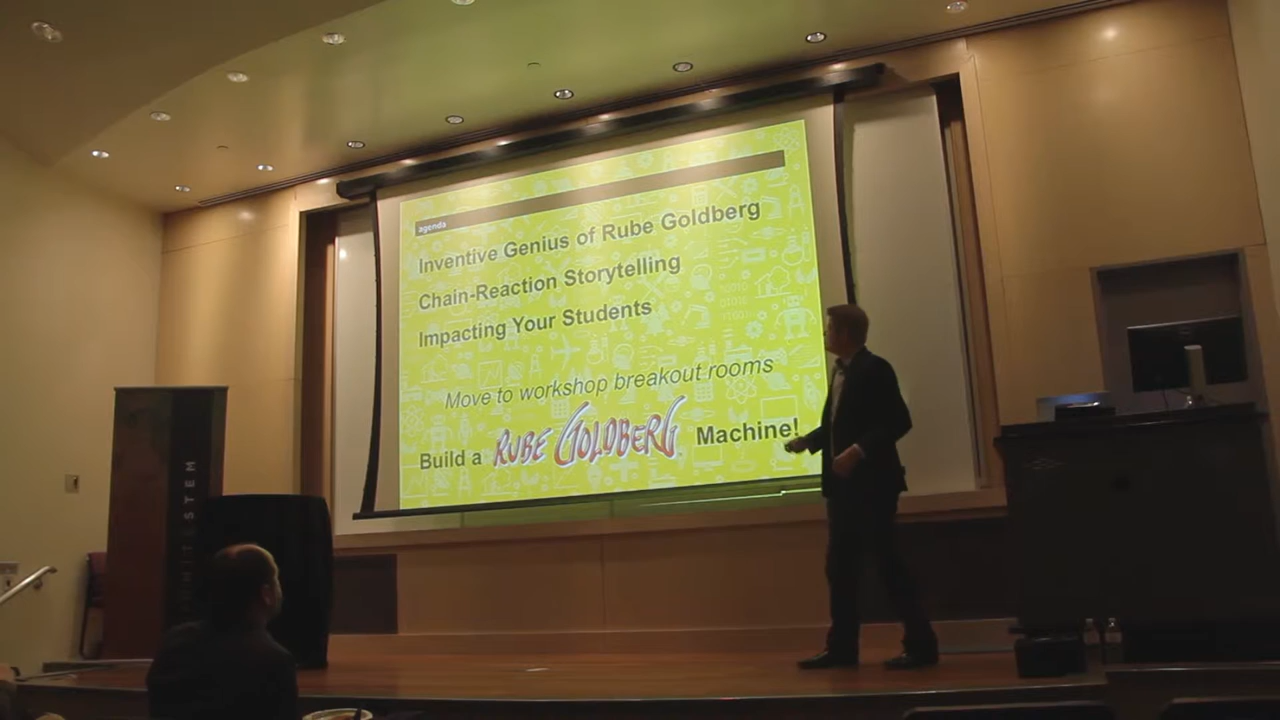 agenda
Inventive Genius of Rube Goldberg
Chain-Reaction Storytelling
Impacting Your Students
Move to workshop breakout rooms
Build a RUBE GOLDBERG Machine!
STEM